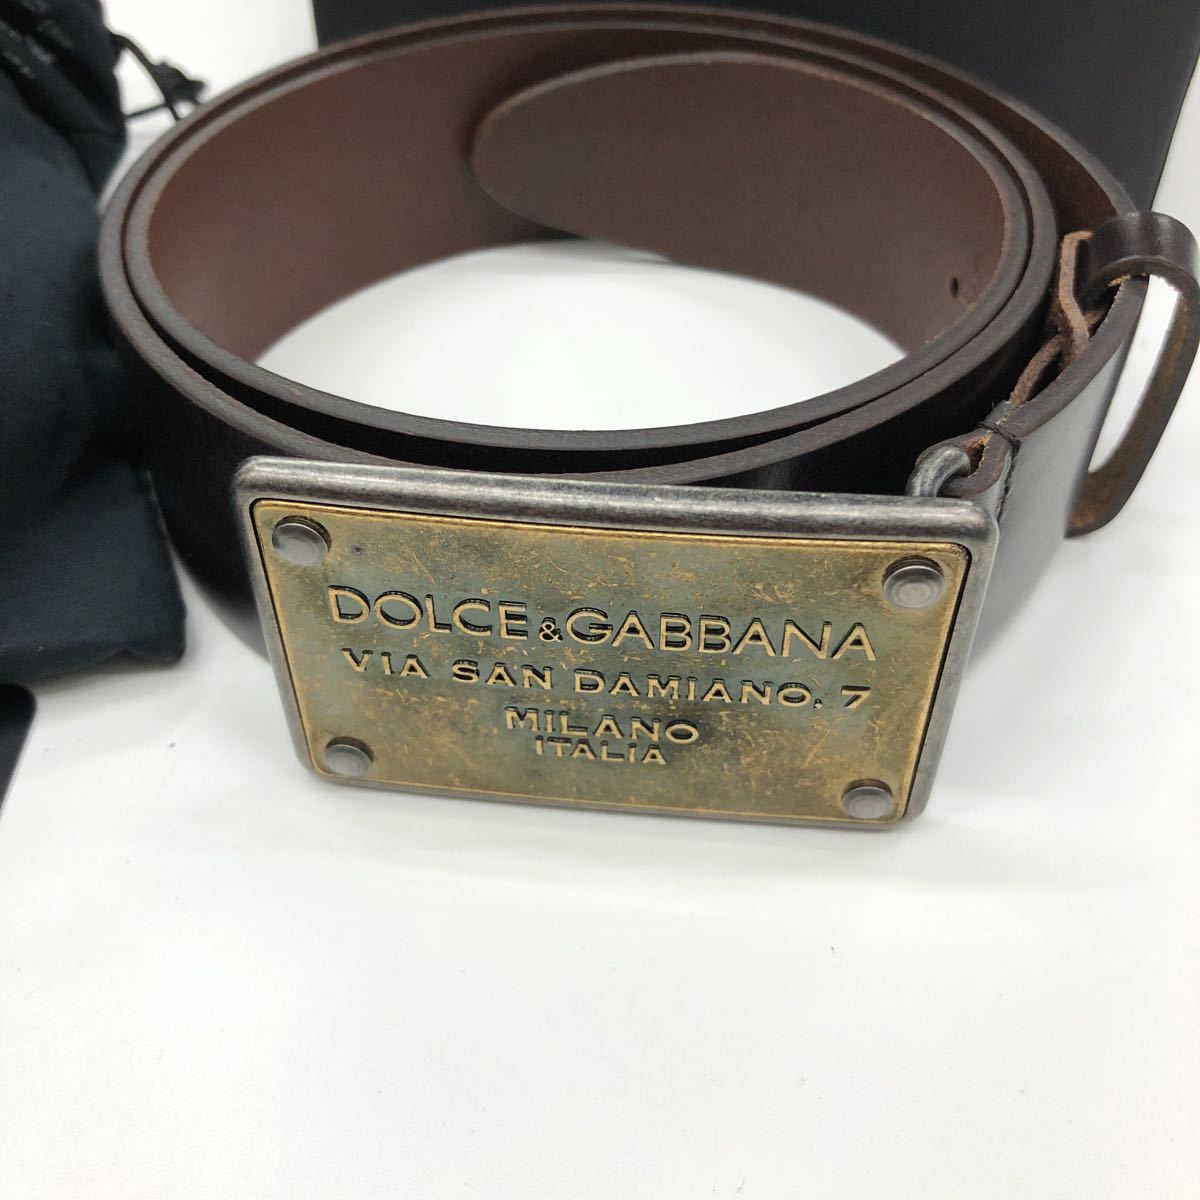 DOLCE&GABBANA
VIA SAN DAMIANO, 7
MILANO
ITALIA